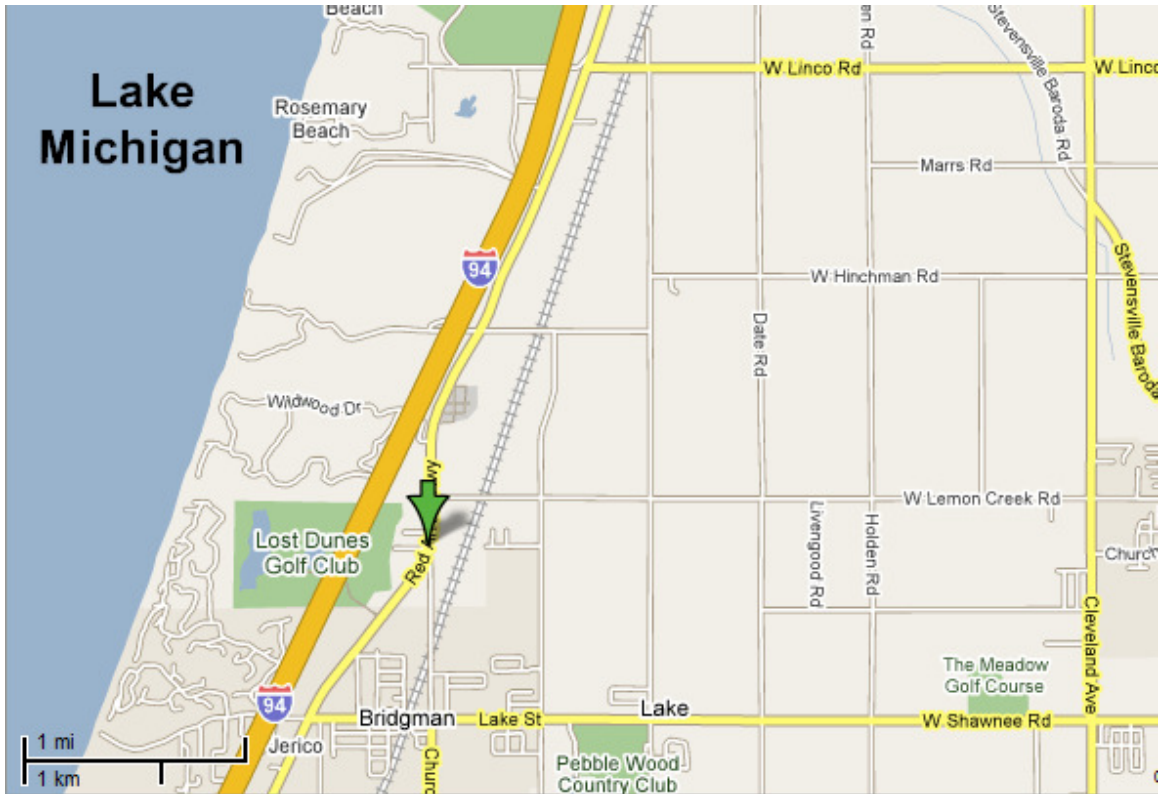 Beach
Lake
Michigan
Rosemary
Beach
W Linco Rd
W Linco
en Rd
Stevensville Baroda Rd
Marrs Rd
94
W Hinchman Rd
Stevensville Baroda
Date Rd
Wildwood Dr
W Lemon Creek Rd
Lost Dunes
Golf Club
Red
Livengood Rd
Holden Rd
Church
Cleveland Ave
The Meadow
Golf Course
94
Bridgman
Lake St
Lake
W Shawnee Rd
Jerico
1 mi
1 km
Churc
Pebble Wood
Country Club